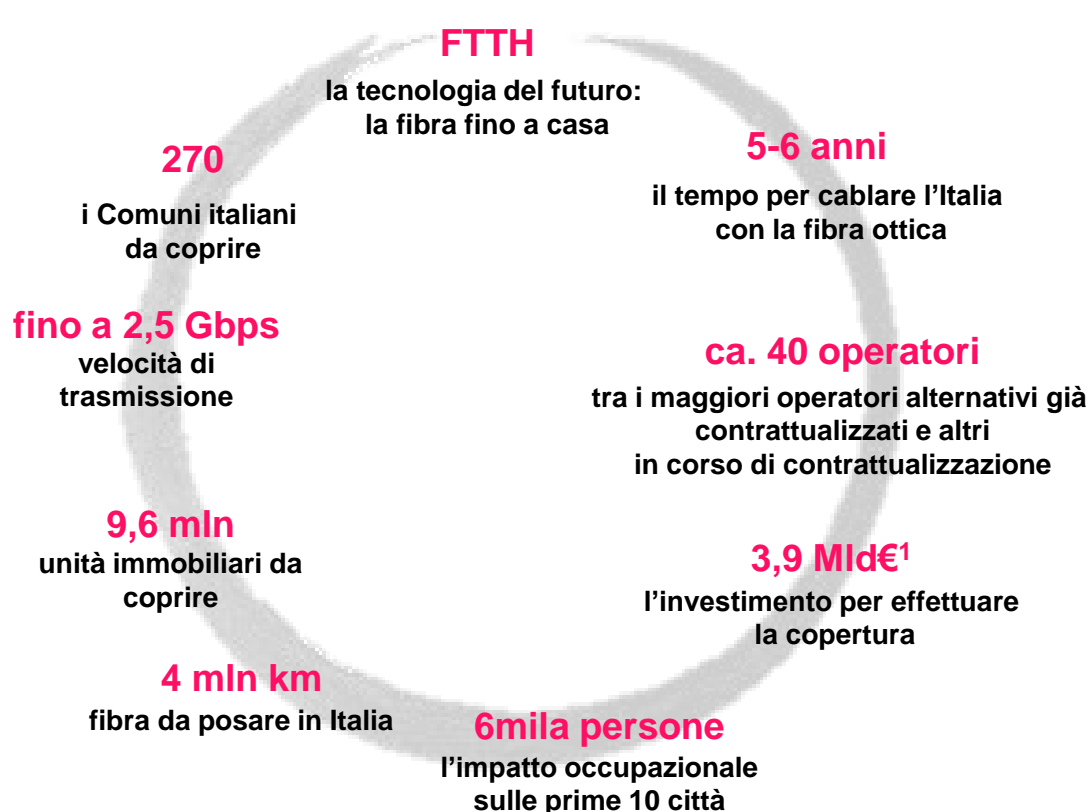 FTTH
la tecnologia del futuro:
la fibra fino a casa
5-6 anni
il tempo per cablare l’Italia
con la fibra ottica
ca. 40 operatori
tra i maggiori operatori alternativi già
contrattualizzati e altri
in corso di contrattualizzazione
3,9 Mld€¹
l’investimento per effettuare
la copertura
6mila persone
l’impatto occupazionale
sulle prime 10 città
4 mln km
fibra da posare in Italia
9,6 mln
unità immobiliari da
coprire
fino a 2,5 Gbps
velocità di
trasmissione
270
i Comuni italiani
da coprire